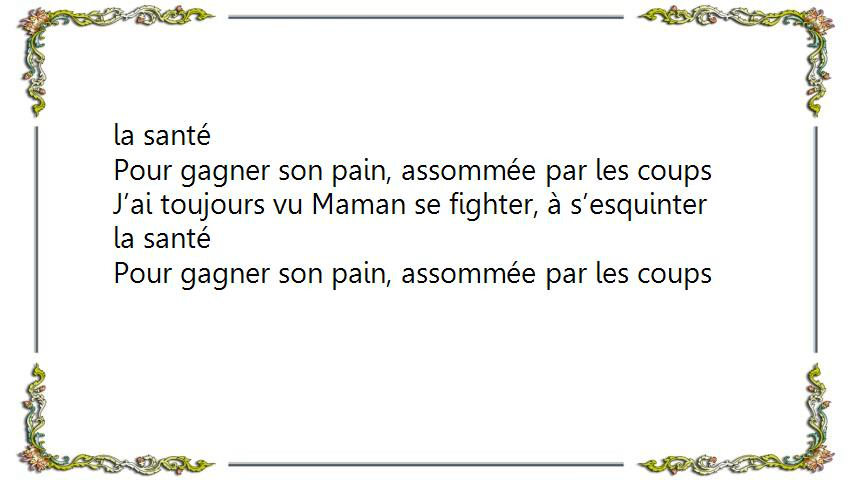 la santé
Pour gagner son pain, assommée par les coups
J’ai toujours vu Maman se fighter, à s’esquinter
la santé
Pour gagner son pain, assommée par les coups